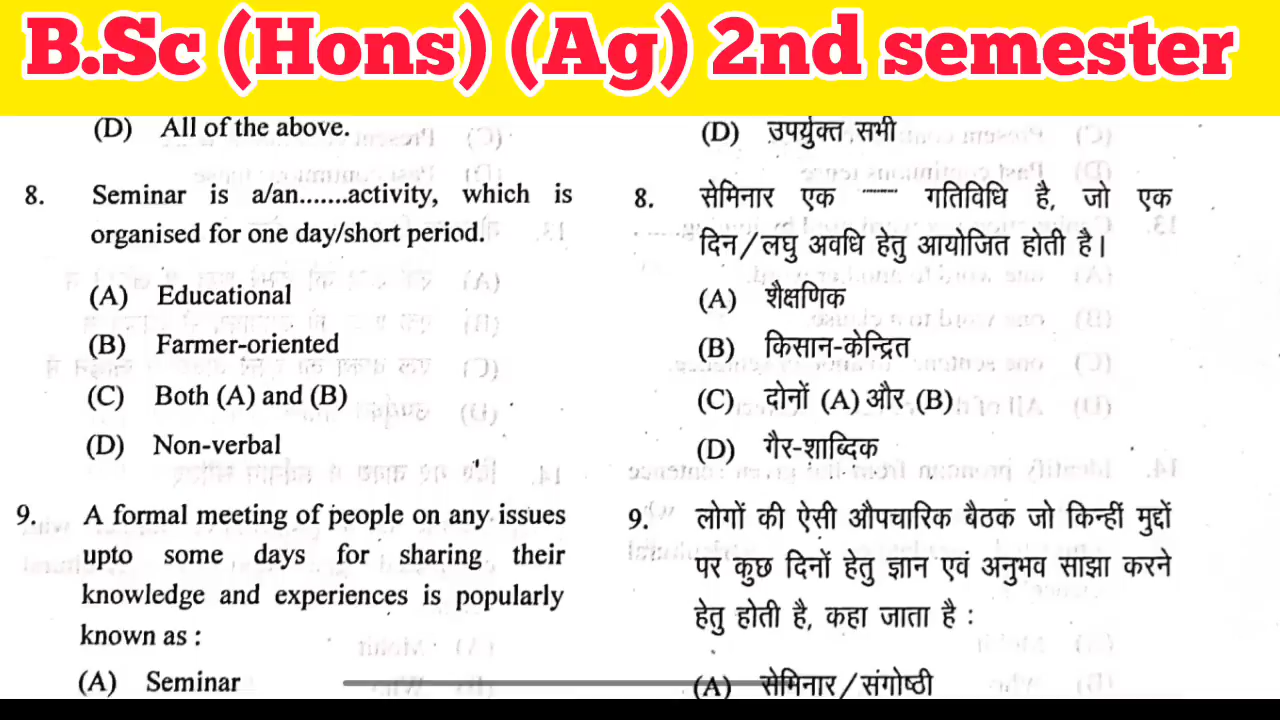 B.Sc (Hons) (Ag) 2nd semester
(D) All of the above.
8. Seminar is a/an.......activity, which is
organised for one day/short period.
(A) Educational
(B) Farmer-oriented
(C) Both (A) and (B)
(D) Non-verbal
9. A formal meeting of people on any issues
upto some days for sharing their
knowledge and experiences is popularly
known as :
(A) Seminar
(D) उपर्युक्त सभी
8. सेमिनार एक ------- गतिविधि है, जो एक
दिन/लघु अवधि हेतु आयोजित होती है।
(A) शैक्षणिक
(B) किसान-केन्द्रित
(C) दोनों (A) और (B)
(D) गैर-शाब्दिक
9. लोगों की ऐसी औपचारिक बैठक जो किन्हीं मुद्दों
पर कुछ दिनों हेतु ज्ञान एवं अनुभव साझा करने
हेतु होती है, कहा जाता है :
(A) सेमिनार/संगोष्ठी